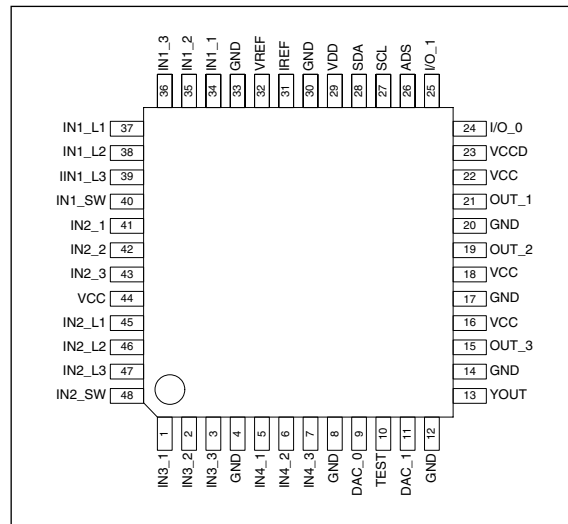 IN1_3
IN1_2
IN1_1
GND
VREF
IREF
GND
VDD
SDA
SCL
ADS
I/O_1
36
35
34
33
32
31
30
29
28
27
26
25
IN1_L1 37
IN1_L2 38
IIN1_L3 39
IN1_SW 40
IN2_1 41
IN2_2 42
IN2_3 43
VCC 44
IN2_L1 45
IN2_L2 46
IN2_L3 47
IN2_SW 48
24 I/O_0
23 VCCD
22 VCC
21 OUT_1
20 GND
19 OUT_2
18 VCC
17 GND
16 VCC
15 OUT_3
14 GND
13 YOUT
1
2
3
4
5
6
7
8
9
10
11
12
IN3_1
IN3_2
IN3_3
GND
IN4_1
IN4_2
IN4_3
GND
DAC_0
TEST
DAC_1
GND